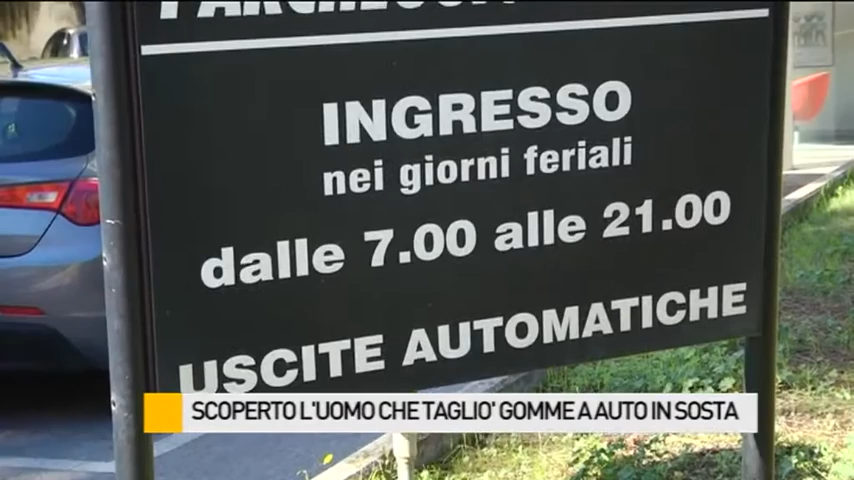 INGRESSO
nei giorni feriali
dalle 7.00 alle 21.00
USCITE AUTOMATICHE
SCOPERTO L'UOMO CHE TAGLIO' GOMME A AUTO IN SOSTA